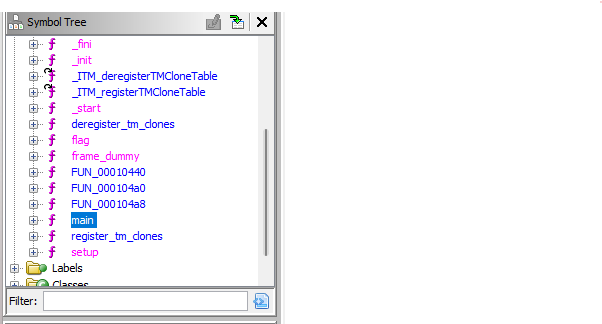 Symbol Tree
_fini
_init
_ITM_deregisterTMCloneTable
_ITM_registerTMCloneTable
_start
deregister_tm_clones
flag
frame_dummy
FUN_00010440
FUN_000104a0
FUN_000104a8
main
register_tm_clones
setup
Labels
Classes
Filter: